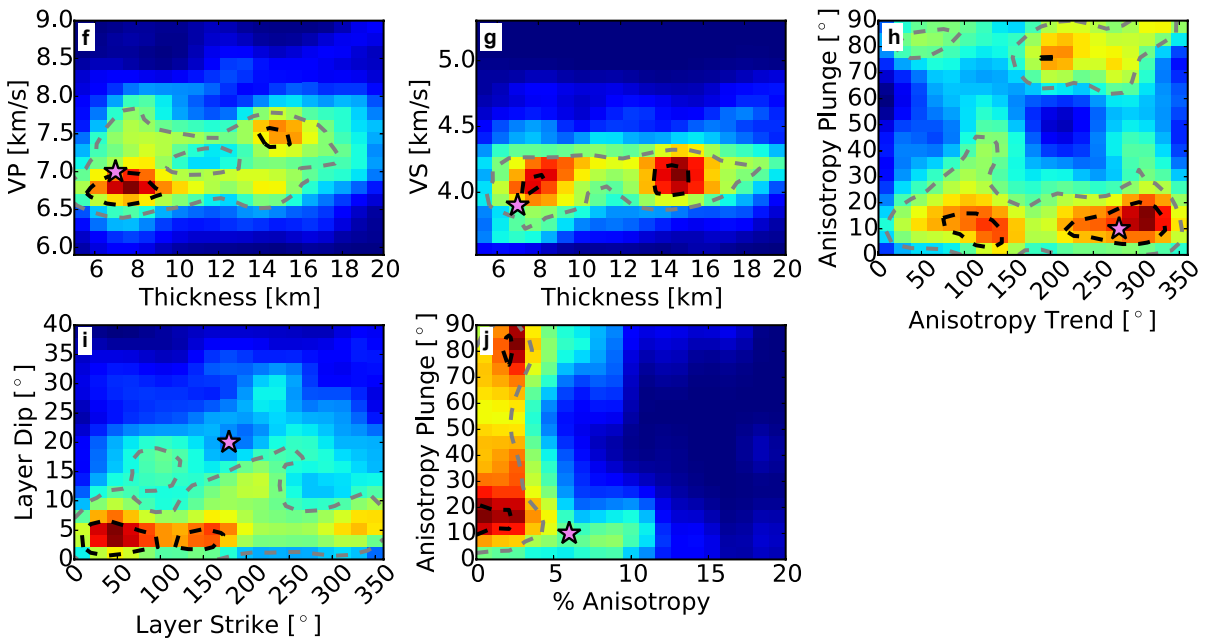 f
9.0
8.5
8.0
7.5
7.0
6.5
6.0
VP [km/s]
6 8 10 12 14 16 18 20
Thickness [km]
g
5.0
4.5
4.0
VS [km/s]
6 8 10 12 14 16 18 20
Thickness [km]
h
90
80
70
60
50
40
30
20
10
0
Anisotropy Plunge [°]
0 50 100 150 200 250 300 350
Anisotropy Trend [°]
i
40
35
30
25
20
15
10
5
0
Layer Dip [°]
0 50 100 150 200 250 300 350
Layer Strike [°]
j
90
80
70
60
50
40
30
20
10
0
Anisotropy Plunge [°]
0 5 10 15 20
% Anisotropy